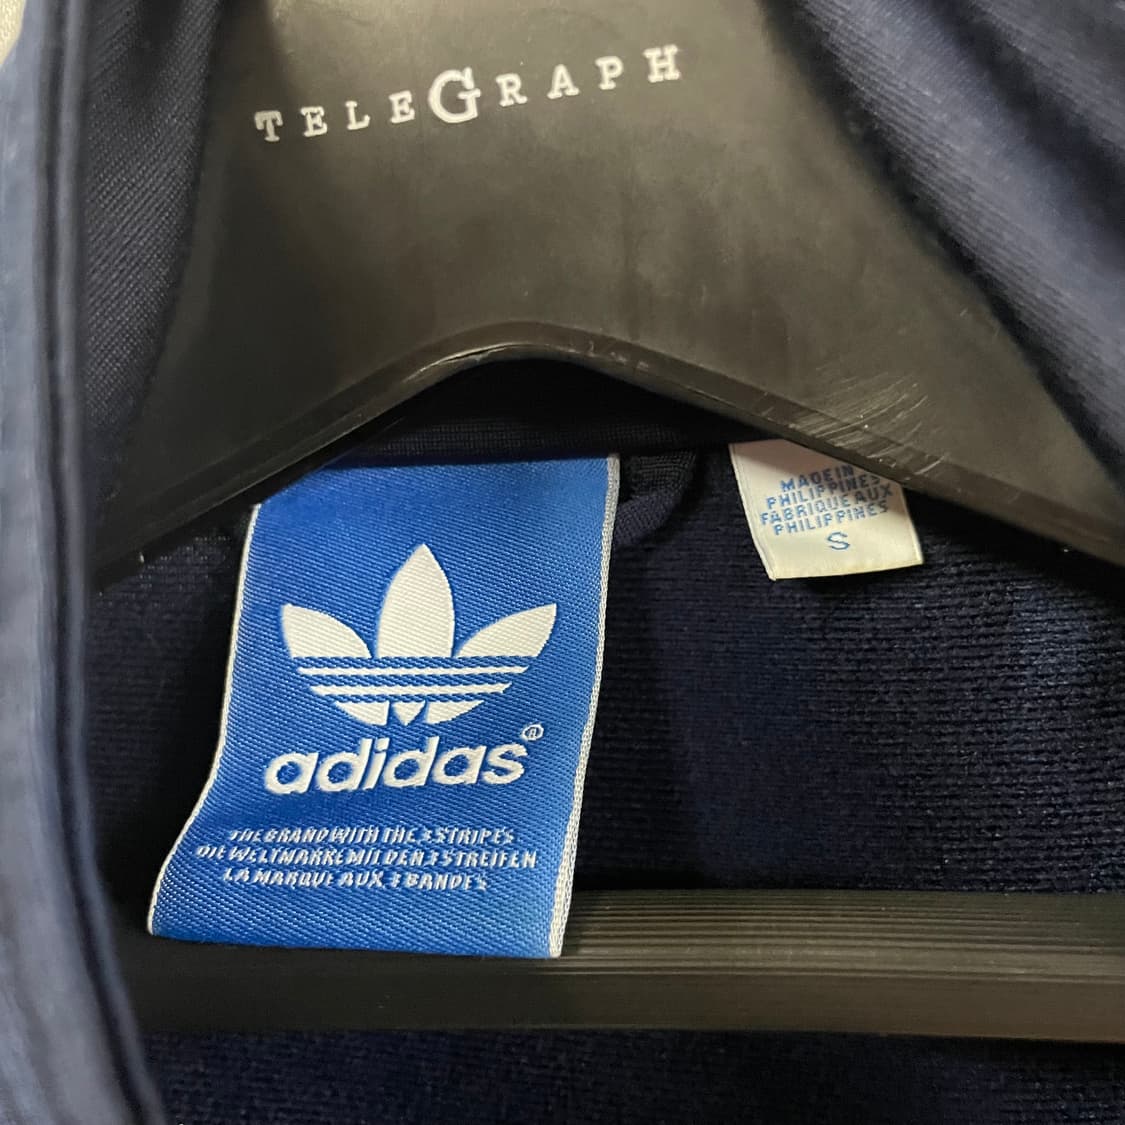 TELEGRAPH
adidas®
THE BRAND WITH THE 3 STRIPES
DIE WELTMARKE MIT DEN 3 STREIFEN
LA MARQUE AUX 3 BANDES
MADE IN
PHILIPPINES
FABRIQUE AUX
PHILIPPINES
S